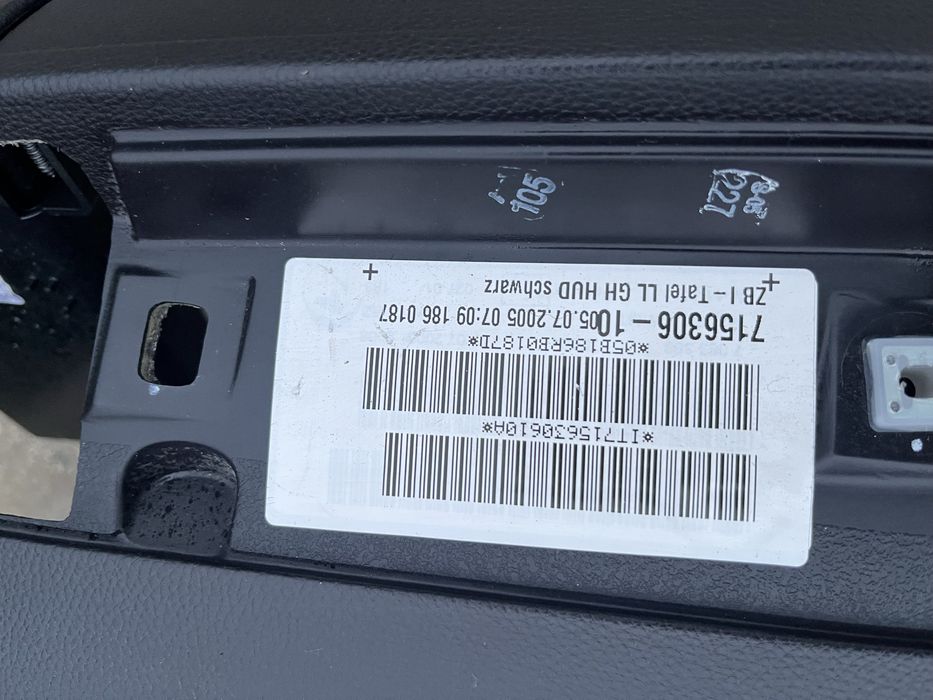 105
227
*IT715630610A*
*05B186RB0187D*
7156306-10 05.07.2005 07:09 186 0187
ZB I-Tafel LL GH HUD schwarz